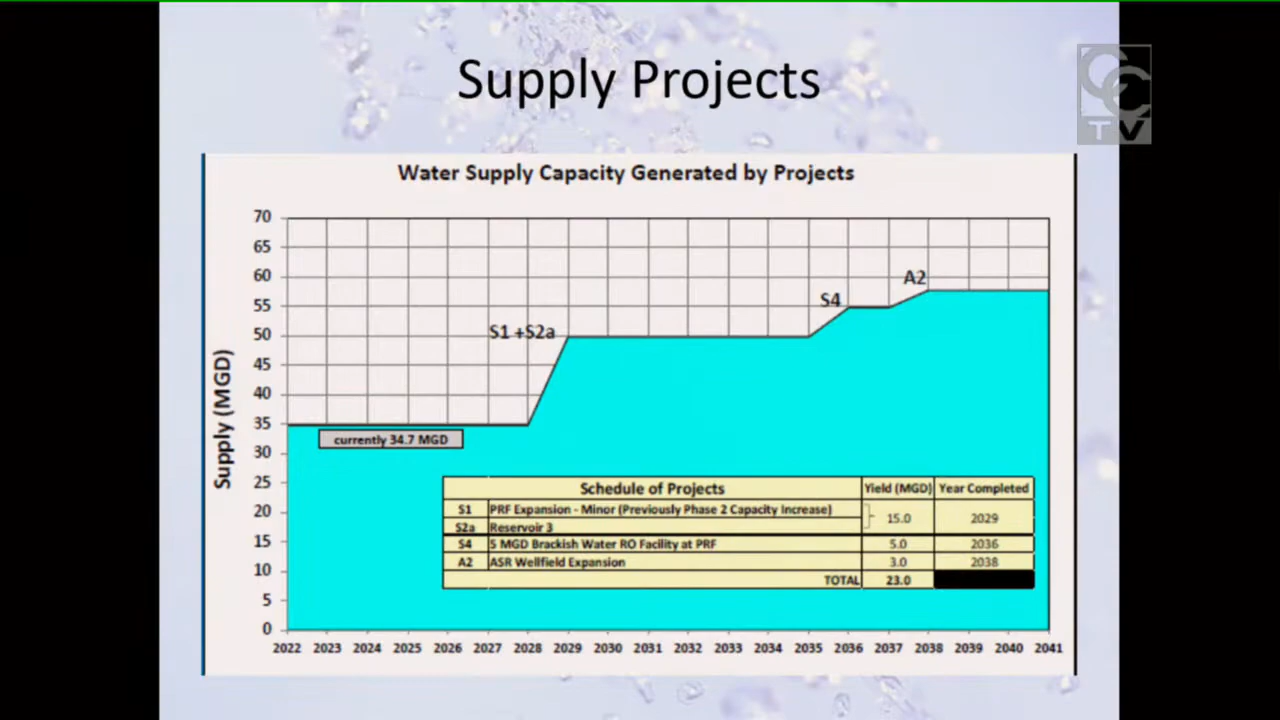 Supply Projects
CC
TV
Water Supply Capacity Generated by Projects
Supply (MGD)
70
65
60
55
50
45
40
35
30
25
20
15
10
5
0
S1 +S2a
S4
A2
currently 34.7 MGD
Schedule of Projects Yield (MGD) Year Completed
S1 PRF Expansion - Minor (Previously Phase 2 Capacity Increase) 15.0 2029
S2a Reservoir 3
S4 5 MGD Brackish Water RO Facility at PRF 5.0 2036
A2 ASR Wellfield Expansion 3.0 2038
TOTAL 23.0
2022 2023 2024 2025 2026 2027 2028 2029 2030 2031 2032 2033 2034 2035 2036 2037 2038 2039 2040 2041